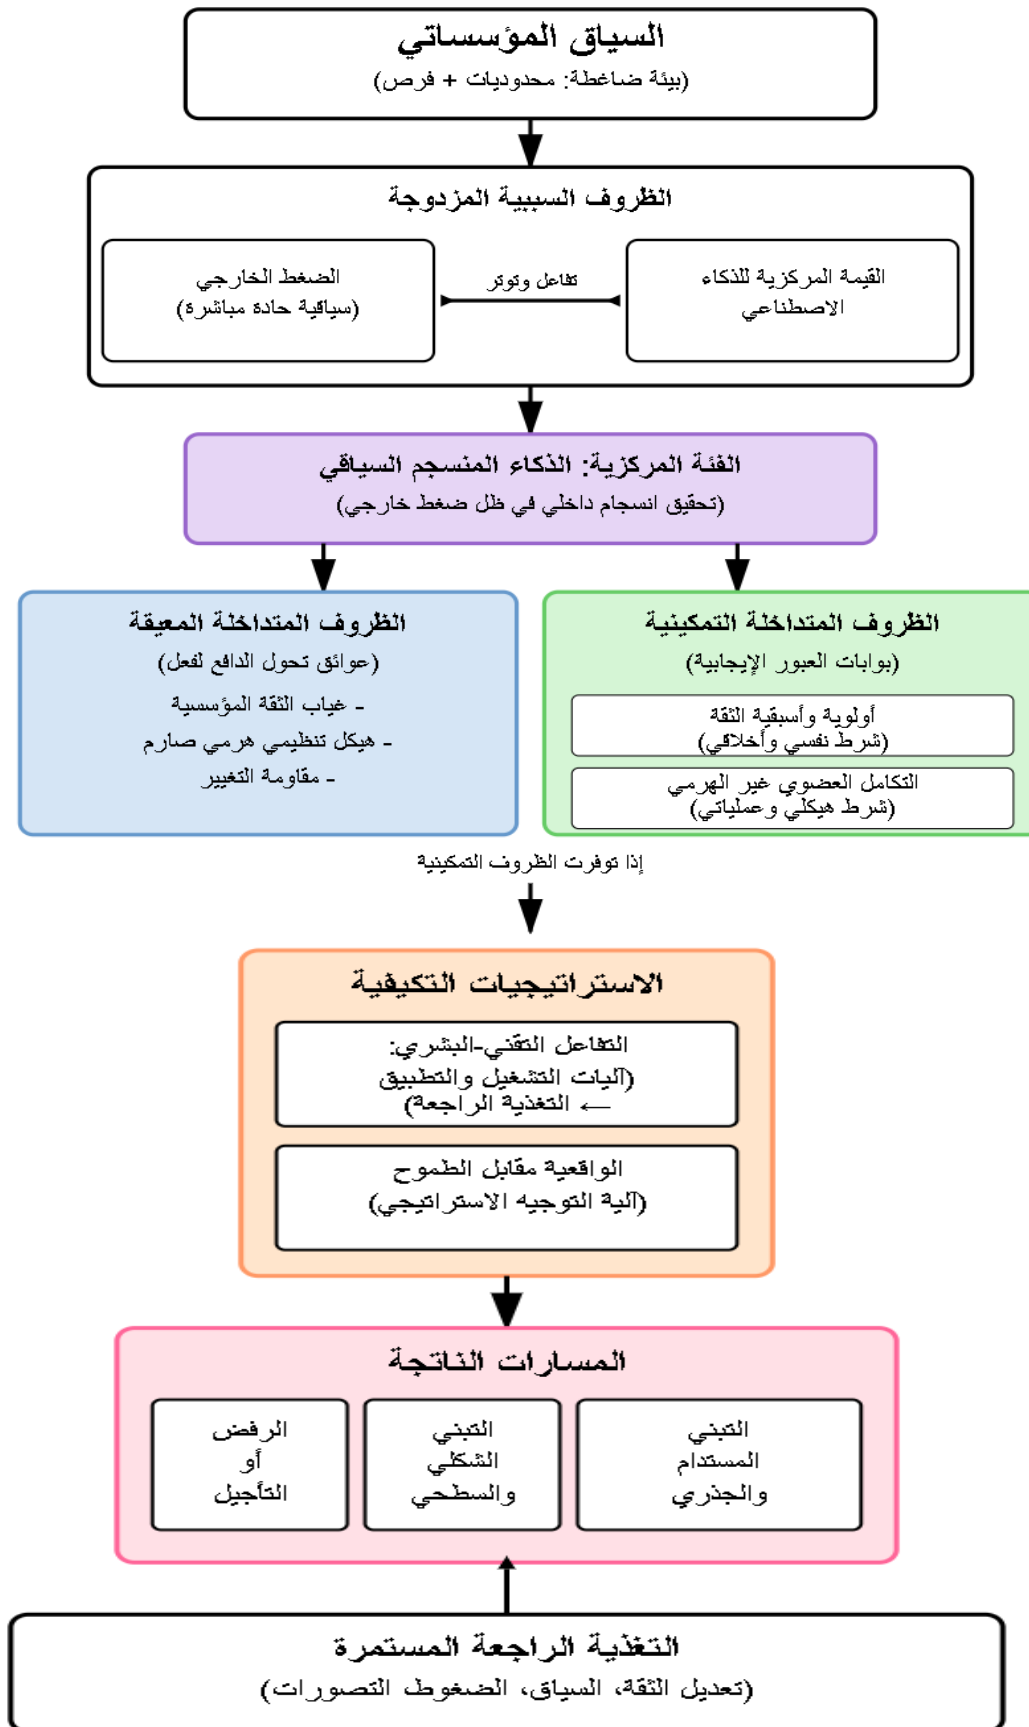 السياق المؤسساتي
(بيئة ضاغطة: محدوديات + فرص)
الظروف السببية المزدوجة
القيمة المركزية للذكاء
الاصطناعي
تفاعل وتوتر
الضغط الخارجي
(سياقية حادة مباشرة)
الفئة المركزية: الذكاء المنسجم السياقي
(تحقيق انسجام داخلي في ظل ضغط خارجي)
الظروف المتداخلة التمكينية
(بوابات العبور الإيجابية)
أولوية وأسبقية الثقة
(شرط نفسي وأخلاقي)
التكامل العضوي غير الهرمي
(شرط هيكلي وعملياتي)
الظروف المتداخلة المعيقة
(عوائق تحول الدافع لفعل)
- غياب الثقة المؤسسية
- هيكل تنظيمي هرمي صارم
- مقاومة التغيير
إذا توفرت الظروف التمكينية
الاستراتيجيات التكيفية
التفاعل التقني-البشري:
(آليات التشغيل والتطبيق
← التغذية الراجعة)
الواقعية مقابل الطموح
(آلية التوجيه الاستراتيجي)
المسارات الناتجة
التبني
المستدام
والجذري
التبني
الشكلي
والسطحي
الرفض
أو
التأجيل
التغذية الراجعة المستمرة
(تعديل الثقة، السياق، الضغوط التصورات)